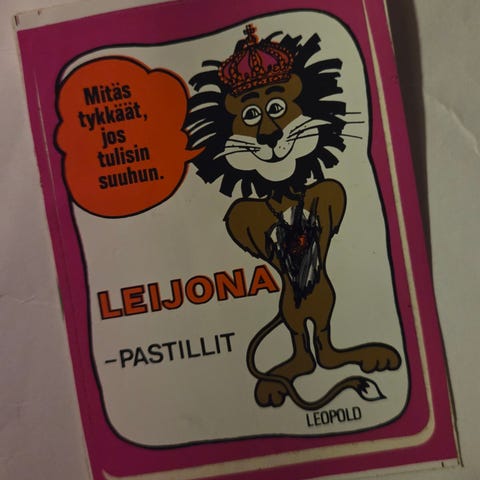 Mitäs
tykkäät,
jos
tulisin
suuhun.
LEIJONA
-PASTILLIT
LEOPOLD